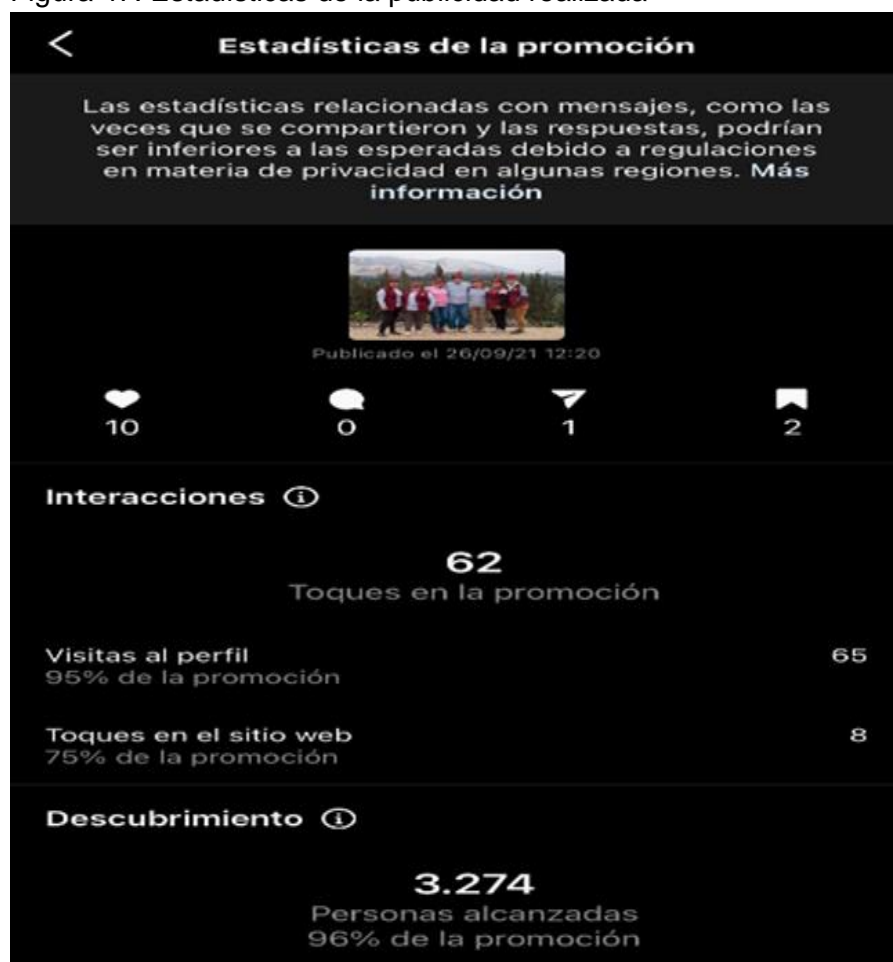 Estadísticas de la promoción
Las estadísticas relacionadas con mensajes, como las
veces que se compartieron y las respuestas, podrían
ser inferiores a las esperadas debido a regulaciones
en materia de privacidad en algunas regiones. Más
información
Publicado el 26/09/21 12:20
10 0 1 2
Interacciones
62
Toques en la promoción
Visitas al perfil 65
95% de la promoción
Toques en el sitio web 8
75% de la promoción
Descubrimiento
3.274
Personas alcanzadas
96% de la promoción